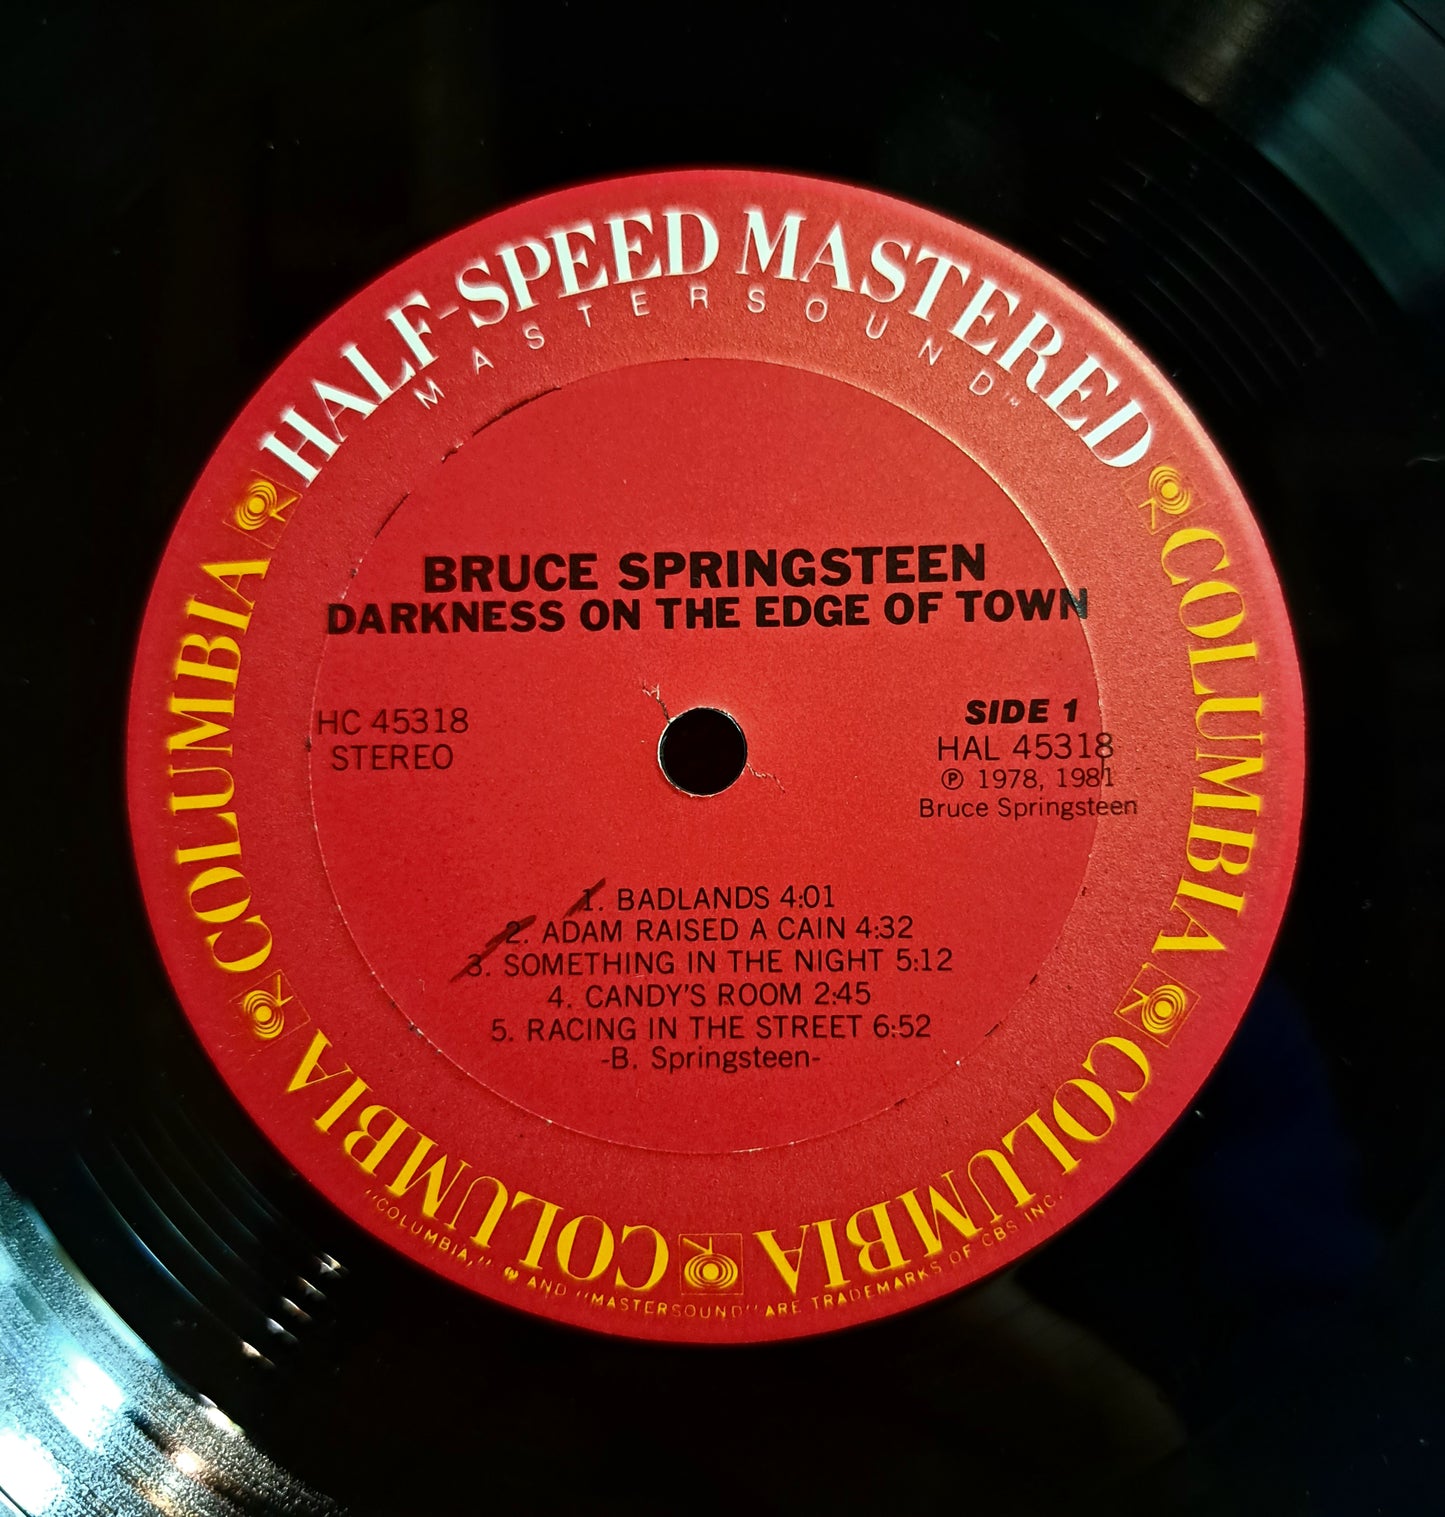 HALF-SPEED MASTERED
MASTERSOUND™
BRUCE SPRINGSTEEN
DARKNESS ON THE EDGE OF TOWN
HC 45318
STEREO
SIDE 1
HAL 45318
℗ 1978, 1981
Bruce Springsteen
1. BADLANDS 4:01
2. ADAM RAISED A CAIN 4:32
3. SOMETHING IN THE NIGHT 5:12
4. CANDY'S ROOM 2:45
5. RACING IN THE STREET 6:52
-B. Springsteen-
COLUMBIA
COLUMBIA
COLUMBIA
COLUMBIA
"COLUMBIA," AND "MASTERSOUND" ARE TRADEMARKS OF CBS INC.